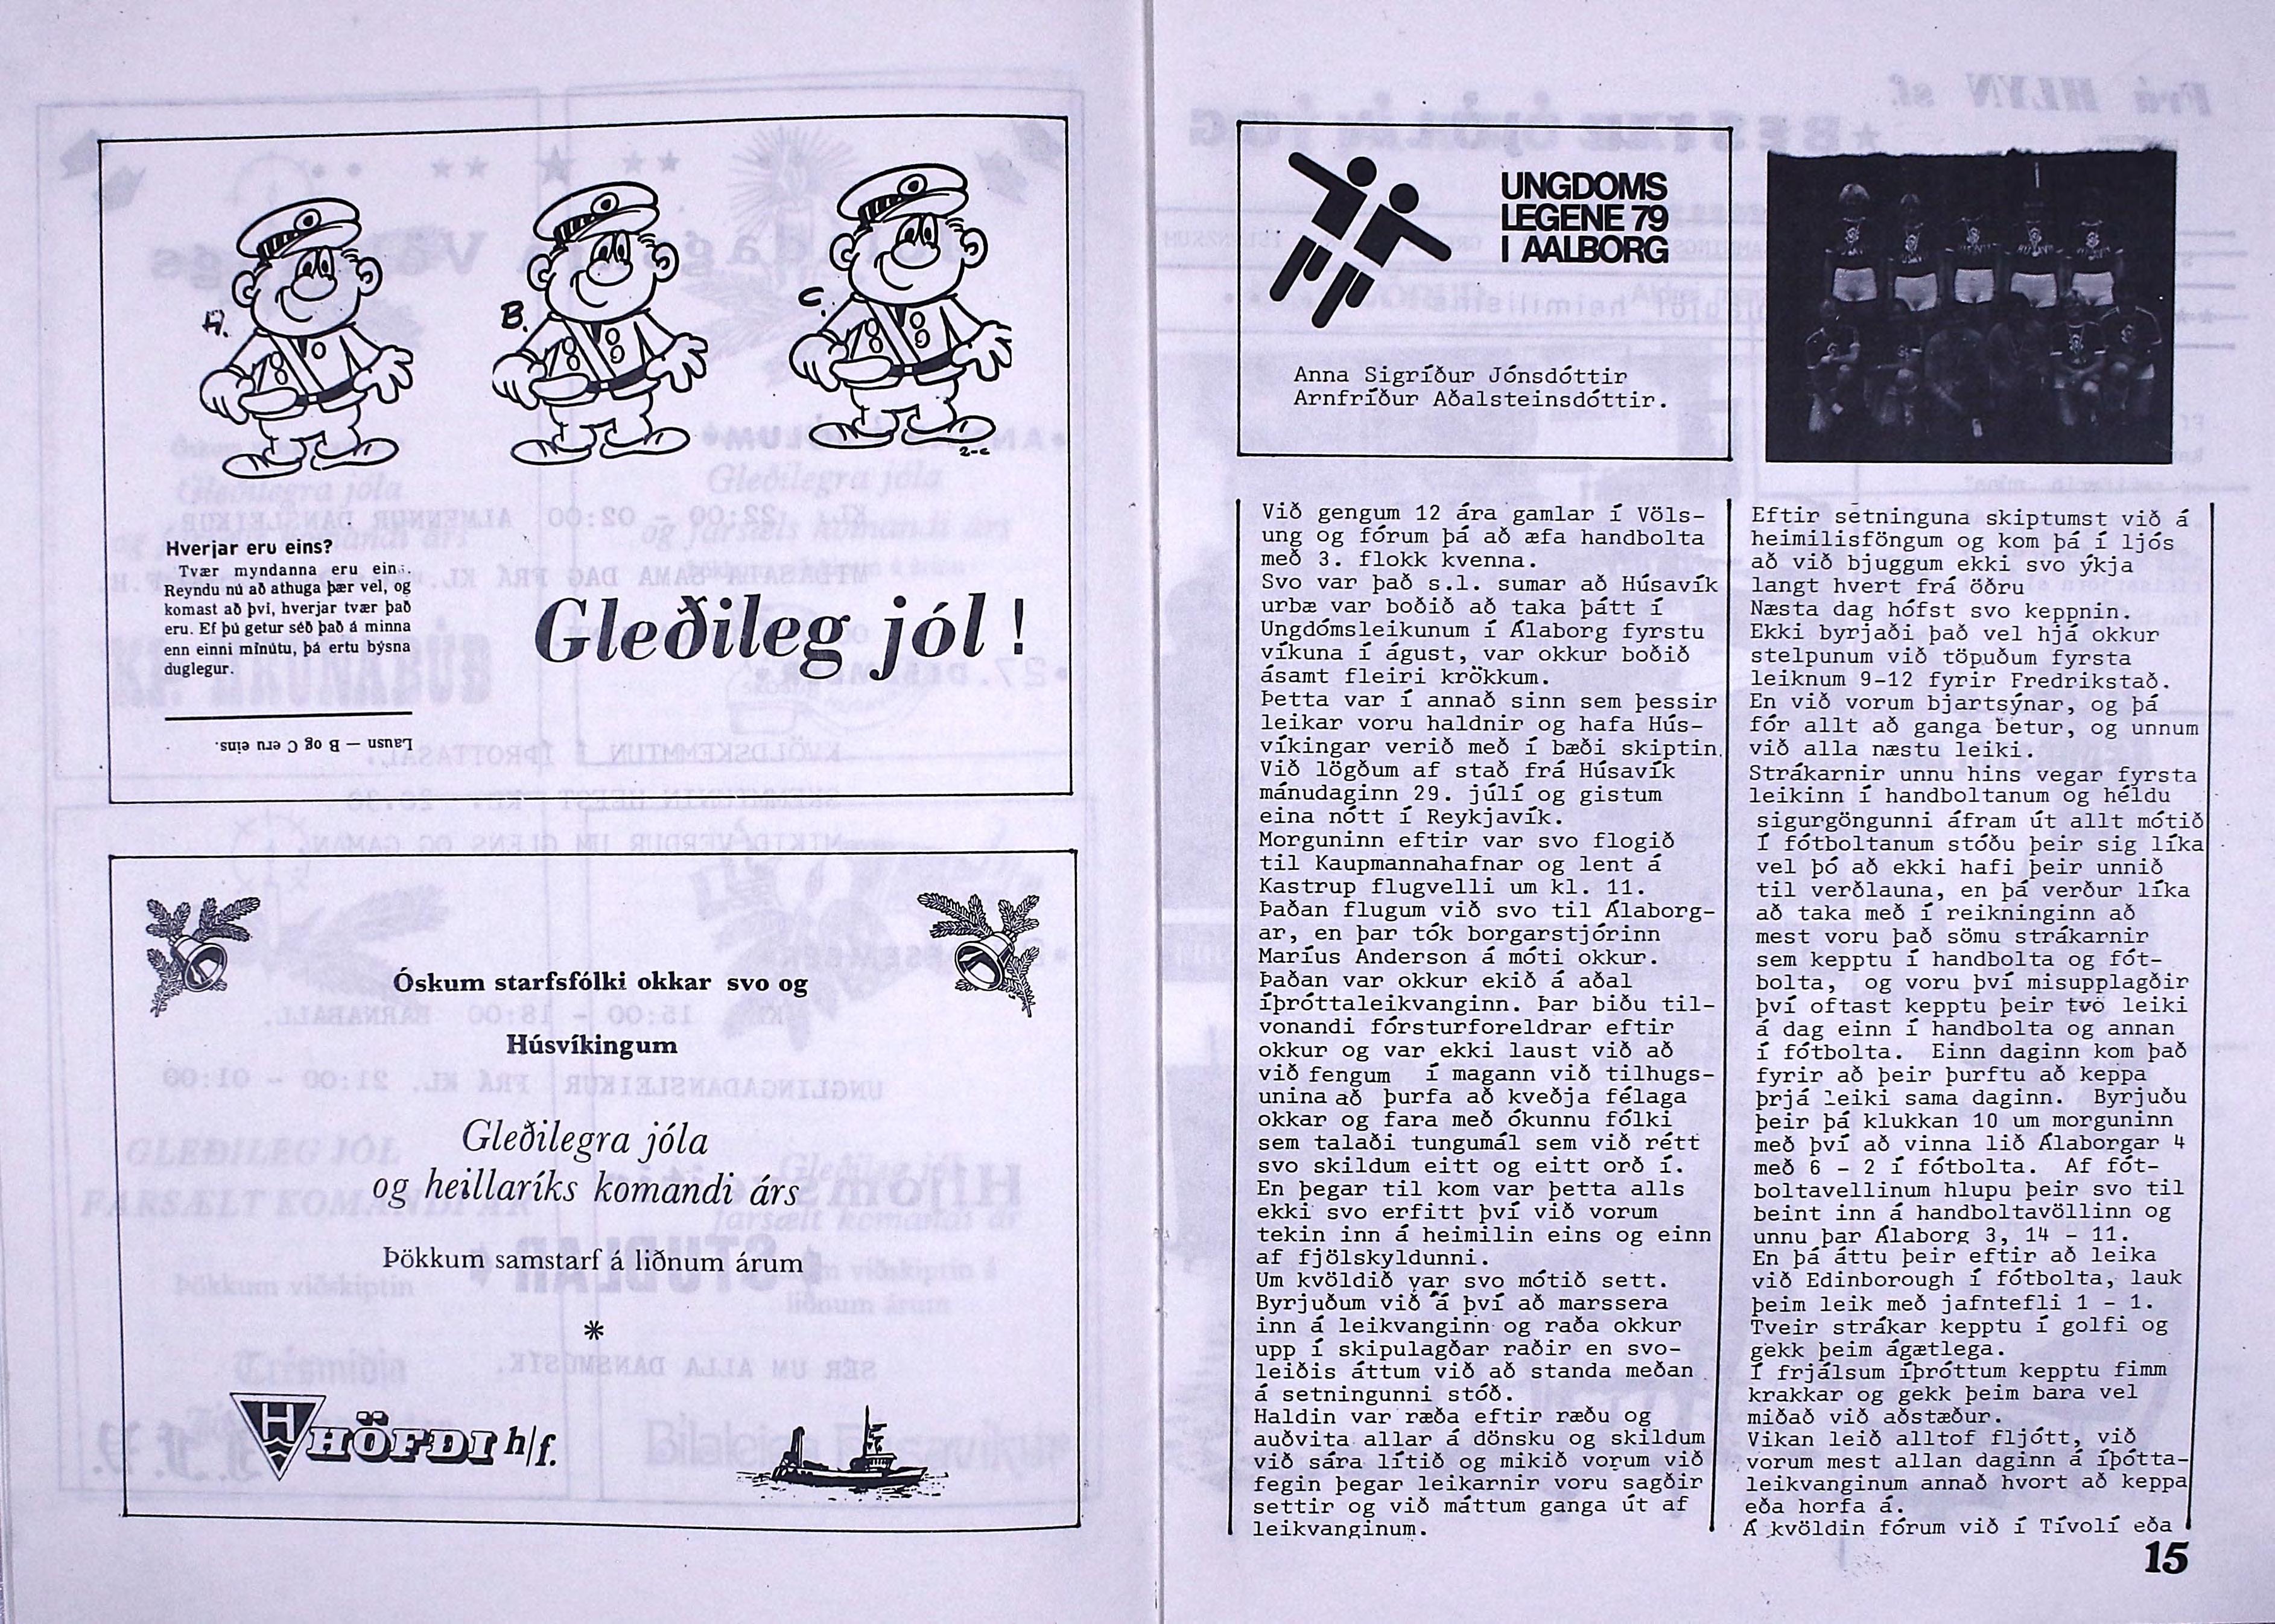 A.
B.
C.
2-c
Hverjar eru eins?
Tvær myndanna eru eins.
Reyndu nú að athuga þær vel, og
komast að því, hverjar tvær það
eru. Ef þú getur séð það á minna
enn einni mínútu, þá ertu býsna
duglegur.
Lausn — B og C eru eins.
Gleðileg jól !
Óskum starfsfólki okkar svo og
Húsvíkingum
Gleðilegra jóla
og heillaríks komandi árs
Þökkum samstarf á liðnum árum
*
H HÖFÐI h/f.
UNGDOMS
LEGENE 79
I AALBORG
Anna Sigríður Jónsdóttir
Arnfríður Aðalsteinsdóttir.
Við gengum 12 ára gamlar í Völs-
ung og fórum þá að æfa handbolta
með 3. flokk kvenna.
Svo var það s.l. sumar að Húsavík
urbæ var boðið að taka þátt í
Ungdómsleikunum í Álaborg fyrstu
víkuna í águst, var okkur boðið
ásamt fleiri krökkum.
Þetta var í annað sinn sem þessir
leikar voru haldnir og hafa Hús-
víkingar verið með í bæði skiptin.
Við lögðum af stað frá Húsavík
mánudaginn 29. júlí og gistum
eina nótt í Reykjavík.
Morguninn eftir var svo flogið
til Kaupmannahafnar og lent á
Kastrup flugvelli um kl. 11.
Þaðan flugum við svo til Álaborg-
ar, en þar tók borgarstjórinn
Maríus Anderson á móti okkur.
Þaðan var okkur ekið á aðal
íþróttaleikvanginn. Þar biðu til-
vonandi fórsturforeldrar eftir
okkur og var ekki laust við að
við fengum í magann við tilhugs-
unina að þurfa að kveðja félaga
okkar og fara með ókunnu fólki
sem talaði tungumál sem við rétt
svo skildum eitt og eitt orð í.
En þegar til kom var þetta alls
ekki svo erfitt því við vorum
tekin inn á heimilin eins og einn
af fjölskyldunni.
Um kvöldið var svo mótið sett.
Byrjuðum við á því að marssera
inn á leikvanginn og raða okkur
upp í skipulagðar raðir en svo-
leiðis áttum við að standa meðan
á setningunni stóð.
Haldin var ræða eftir ræðu og
auðvita allar á dönsku og skildum
við sára lítið og mikið vorum við
fegin þegar leikarnir voru sagðir
settir og við máttum ganga út af
leikvanginum.
Eftir setninguna skiptumst við á
heimilisföngum og kom þá í ljós
að við bjuggum ekki svo ýkja
langt hvert frá öðru
Næsta dag hófst svo keppnin.
Ekki byrjaði það vel hjá okkur
stelpunum við töpuðum fyrsta
leiknum 9-12 fyrir Fredrikstað.
En við vorum bjartsýnar, og þá
fór allt að ganga betur, og unnum
við alla næstu leiki.
Strákarnir unnu hins vegar fyrsta
leikinn í handboltanum og héldu
sigurgöngunni áfram út allt mótið
Í fótboltanum stóðu þeir sig líka
vel þó að ekki hafi þeir unnið
til verðlauna, en þá verður líka
að taka með í reikninginn að
mest voru það sömu strákarnir
sem kepptu í handbolta og fót-
bolta, og voru því misupplagðir
því oftast kepptu þeir tvö leiki
á dag einn í handbolta og annan
í fótbolta. Einn daginn kom það
fyrir að þeir þurftu að keppa
þrjá leiki sama daginn. Byrjuðu
þeir þá klukkan 10 um morguninn
með því að vinna lið Álaborgar 4
með 6 - 2 í fótbolta. Af fót-
boltavellinum hlupu þeir svo til
beint inn á handboltavöllinn og
unnu þar Álaborg 3, 14 - 11.
En þá áttu þeir eftir að leika
við Edinborough í fótbolta, lauk
þeim leik með jafntefli 1 - 1.
Tveir strákar kepptu í golfi og
gekk þeim ágætlega.
Í frjálsum íþróttum kepptu fimm
krakkar og gekk þeim bara vel
miðað við aðstæður.
Vikan leið alltof fljótt, við
vorum mest allan daginn á íþótta-
leikvanginum annað hvort að keppa
eða horfa á.
Á kvöldin fórum við í Tívolí eða
15